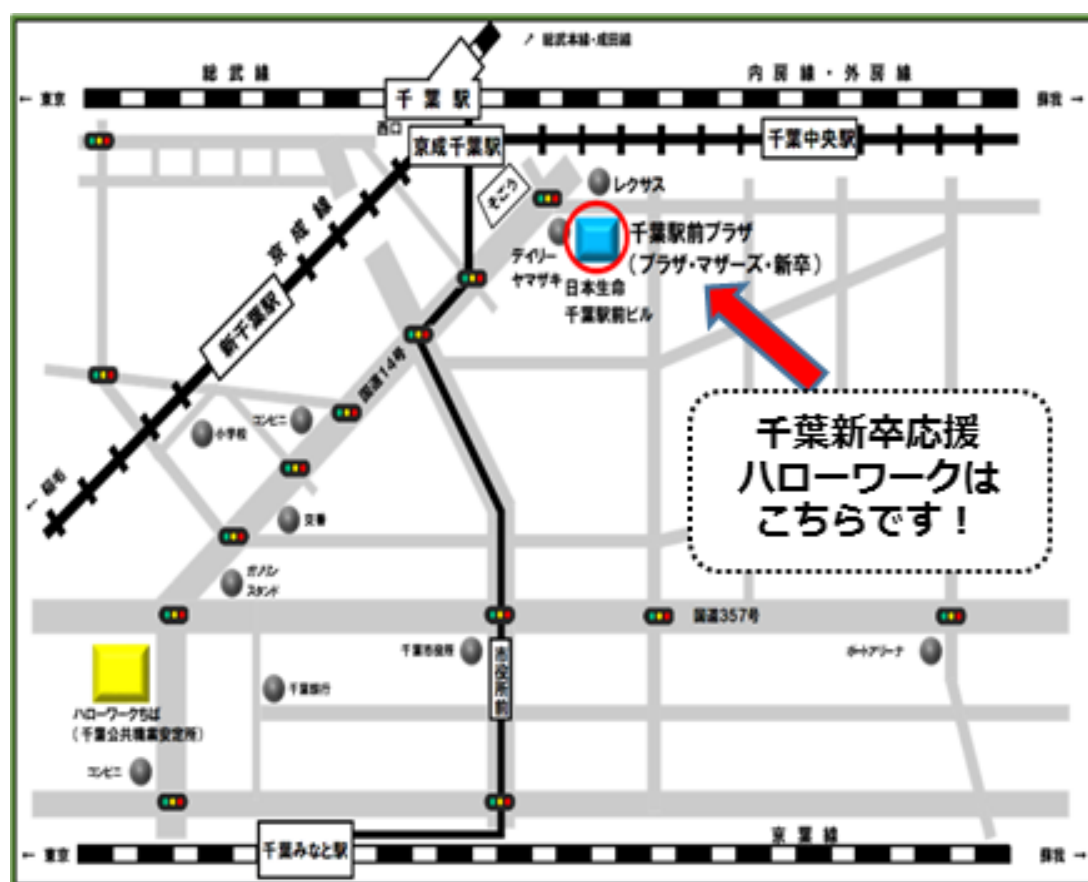 ↗ 総武本線・成田線
総武線
内房線・外房線
← 東京
千葉駅
蘇我 →
西口
京成千葉駅
千葉中央駅
そごう
レクサス
京成線
千葉駅前プラザ
(プラザ・マザーズ・新卒)
デイリー
ヤマザキ
日本生命
千葉駅前ビル
新千葉駅
国道14号
コンビニ
小学校
千葉新卒応援
ハローワークは
こちらです！
← 稲毛
交番
ガソリン
スタンド
国道357号
千葉市役所
市役所前
ポートアリーナ
千葉銀行
ハローワークちば
(千葉公共職業安定所)
コンビニ
京葉線
← 東京
千葉みなと駅
蘇我 →